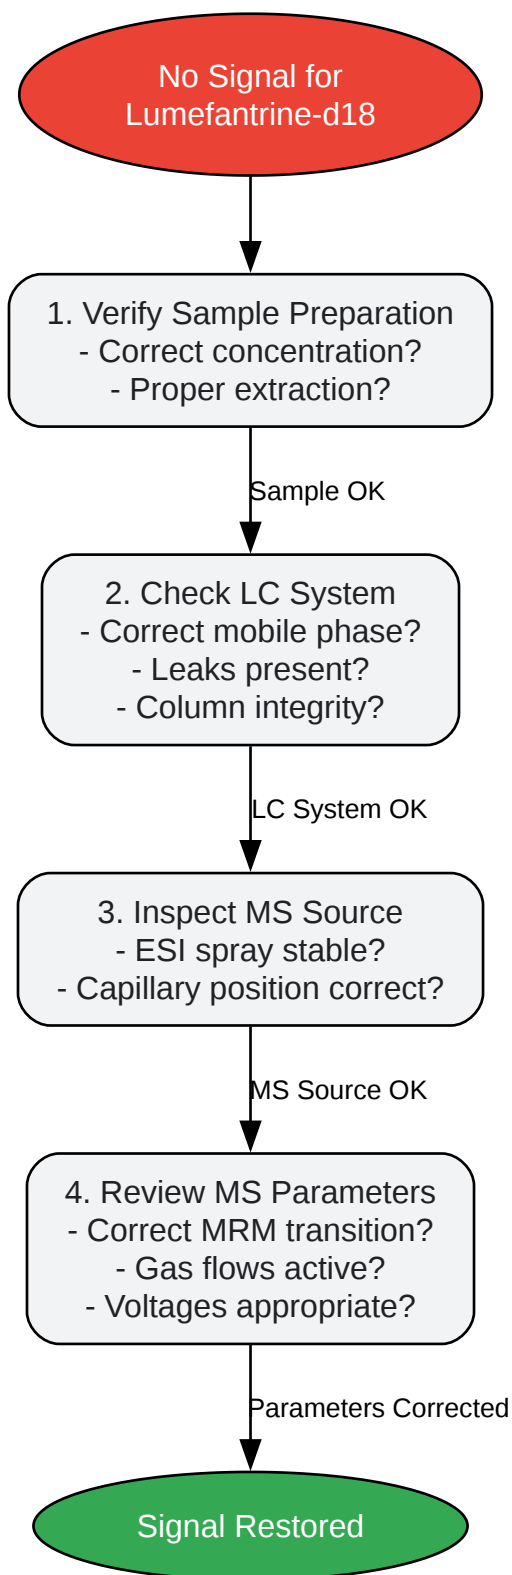 No Signal for
Lumefantrine-d18
1. Verify Sample Preparation
- Correct concentration?
- Proper extraction?
Sample OK
2. Check LC System
- Correct mobile phase?
- Leaks present?
- Column integrity?
LC System OK
3. Inspect MS Source
- ESI spray stable?
- Capillary position correct?
MS Source OK
4. Review MS Parameters
- Correct MRM transition?
- Gas flows active?
- Voltages appropriate?
Parameters Corrected
Signal Restored